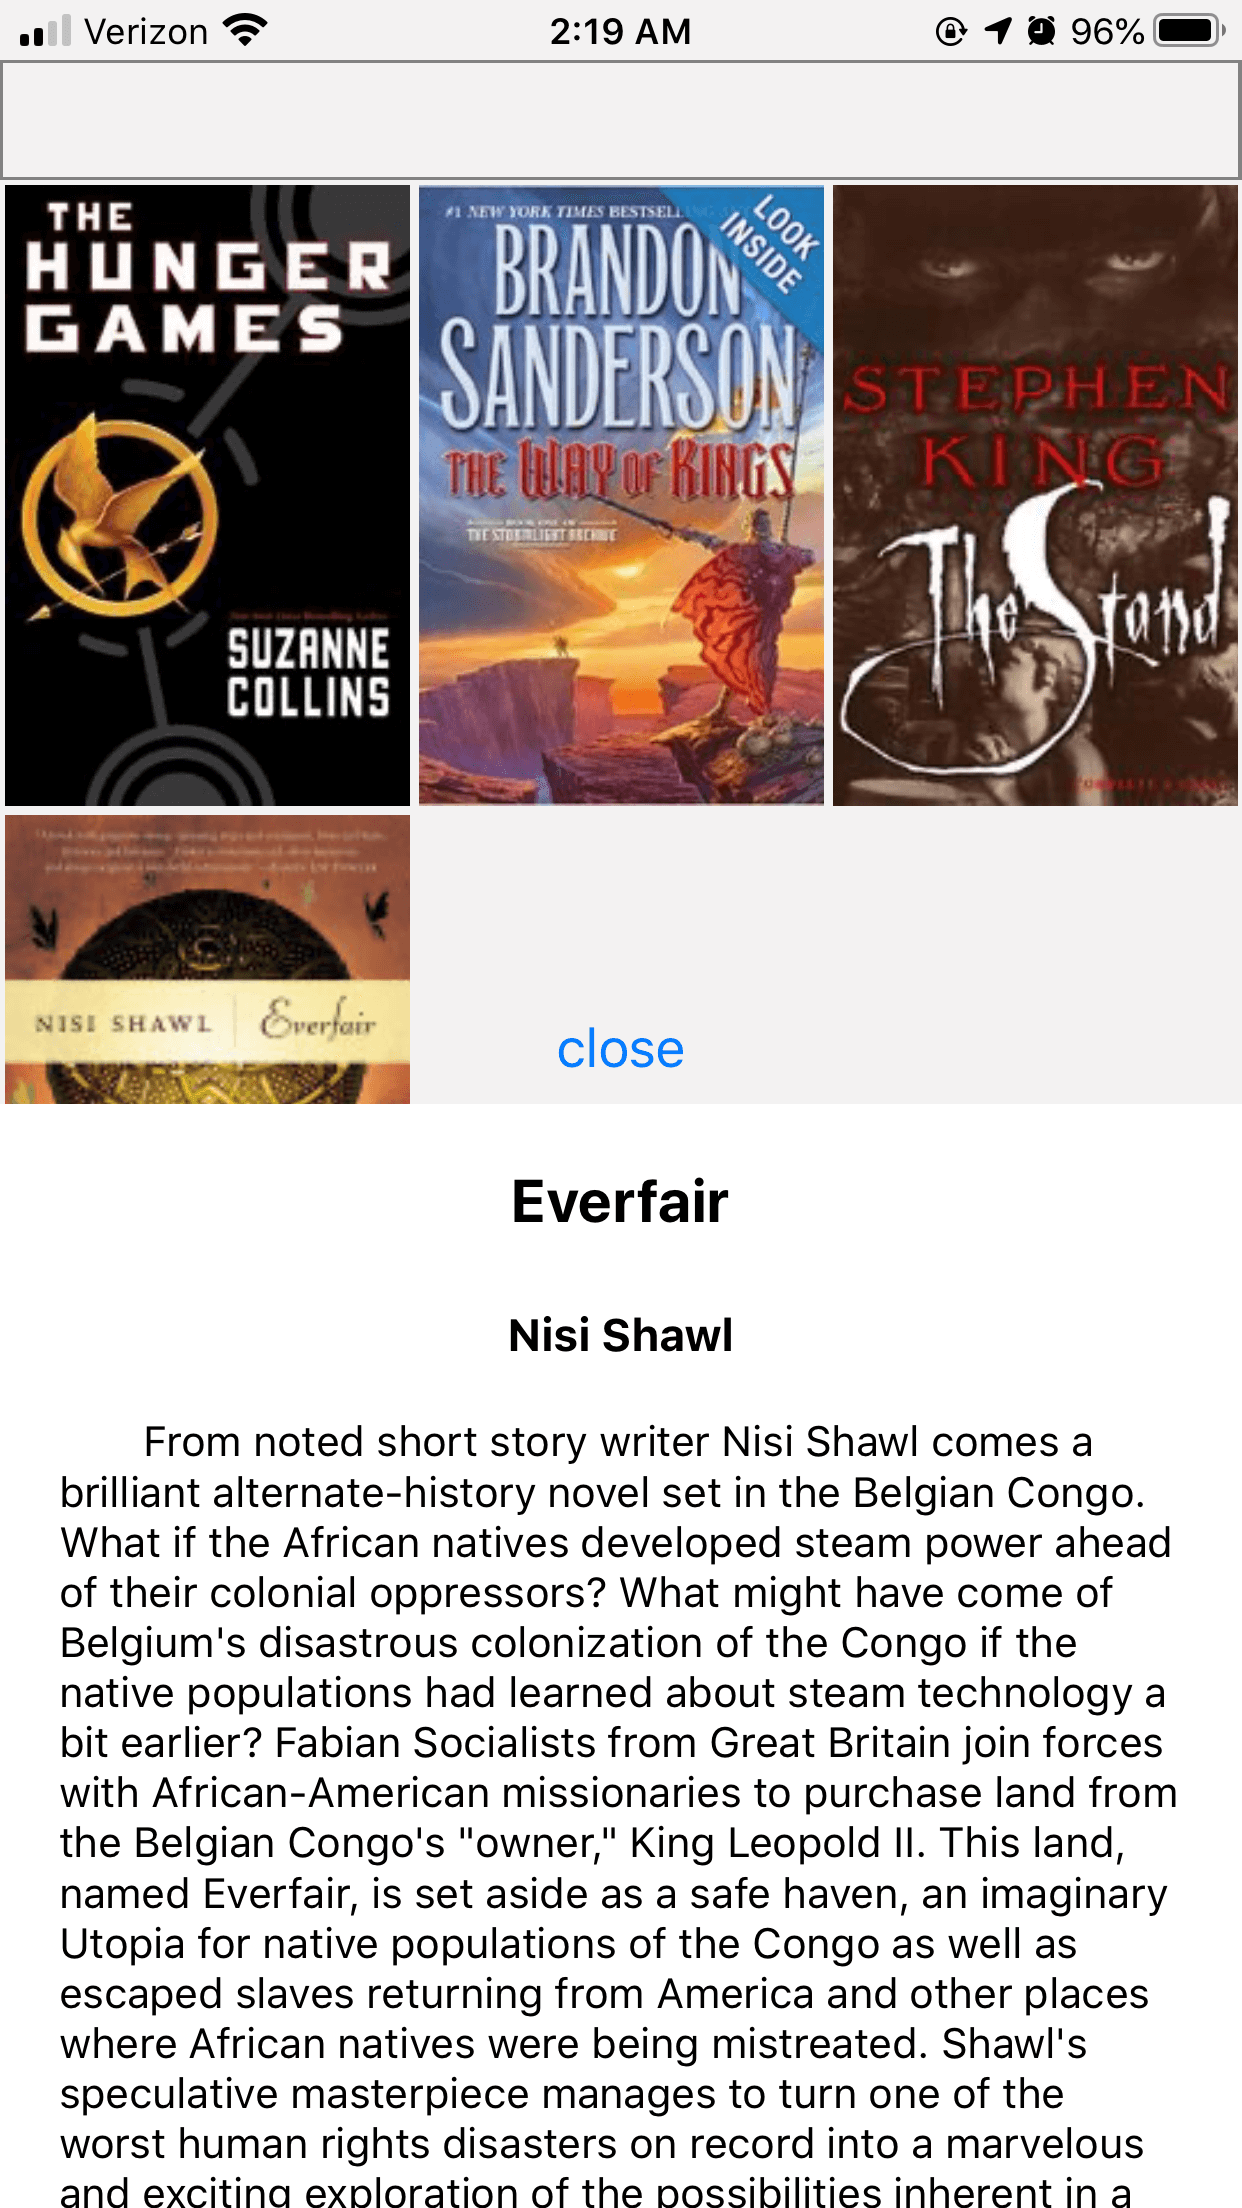 Verizon 2:19 AM 96%
THE
HUNGER
GAMES
SUZANNE
COLLINS
#1 NEW YORK TIMES BESTSELL
LOOK
INSIDE
BRANDON
SANDERSON
THE WAY OF KINGS
BOOK ONE OF
THE STORMLIGHT ARCHIVE
STEPHEN
KING
The Stand
NISI SHAWL Everfair
close
Everfair
Nisi Shawl
From noted short story writer Nisi Shawl comes a
brilliant alternate-history novel set in the Belgian Congo.
What if the African natives developed steam power ahead
of their colonial oppressors? What might have come of
Belgium's disastrous colonization of the Congo if the
native populations had learned about steam technology a
bit earlier? Fabian Socialists from Great Britain join forces
with African-American missionaries to purchase land from
the Belgian Congo's "owner," King Leopold II. This land,
named Everfair, is set aside as a safe haven, an imaginary
Utopia for native populations of the Congo as well as
escaped slaves returning from America and other places
where African natives were being mistreated. Shawl's
speculative masterpiece manages to turn one of the
worst human rights disasters on record into a marvelous
and exciting exploration of the possibilities inherent in a